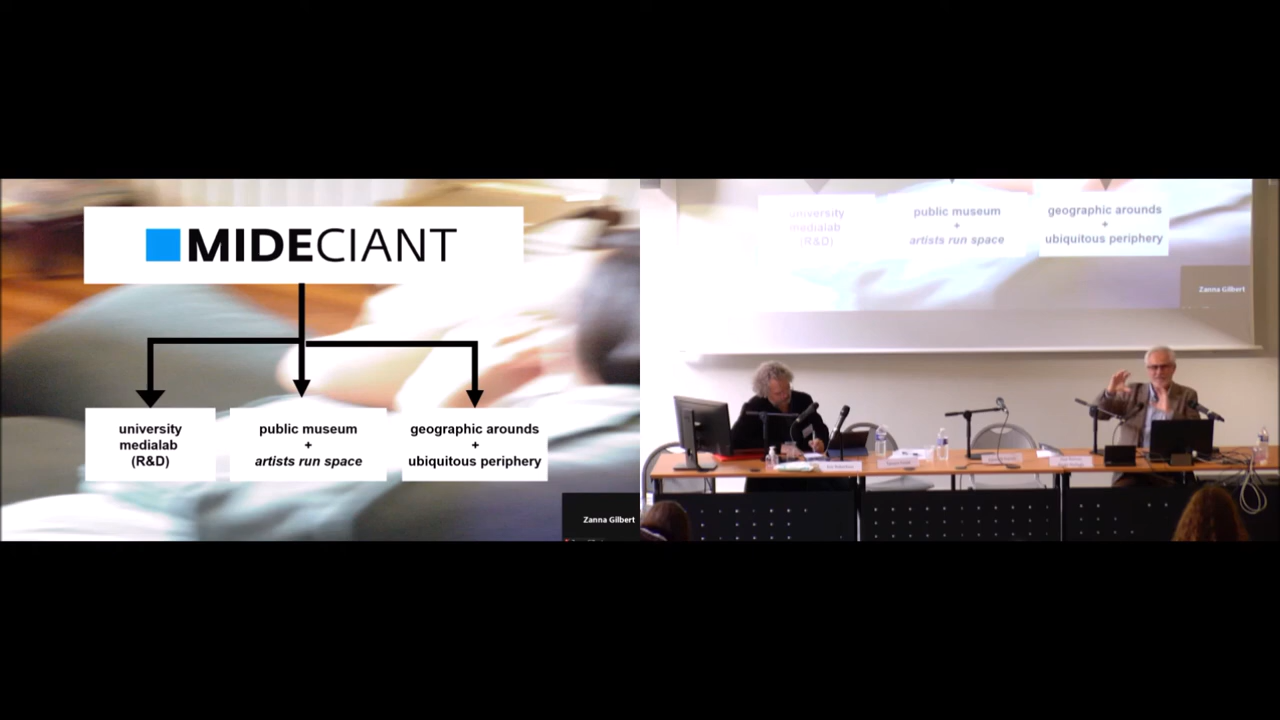 MIDECIANT
university
medialab
(R&D)
public museum
+
artists run space
geographic arounds
+
ubiquitous periphery
Zanna Gilbert
university
medialab
(R&D)
public museum
+
artists run space
geographic arounds
+
ubiquitous periphery
Zanna Gilbert